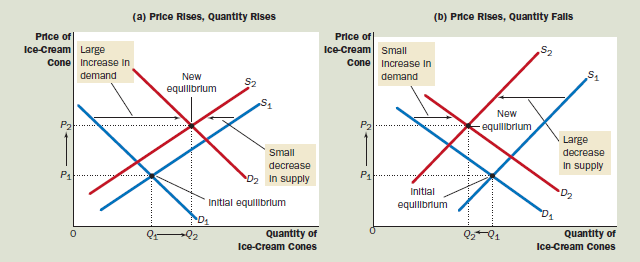 (a) Price Rises, Quantity Rises
Price of
Ice-Cream
Cone
Large
increase in
demand
New
equilibrium
S2
S1
P2
P1
Small
decrease
in supply
D2
Initial equilibrium
D1
0
Q1
Q2
Quantity of
Ice-Cream Cones
(b) Price Rises, Quantity Falls
Price of
Ice-Cream
Cone
Small
increase in
demand
S2
S1
New
equilibrium
P2
P1
Large
decrease
in supply
Initial
equilibrium
D2
D1
0
Q2
Q1
Quantity of
Ice-Cream Cones